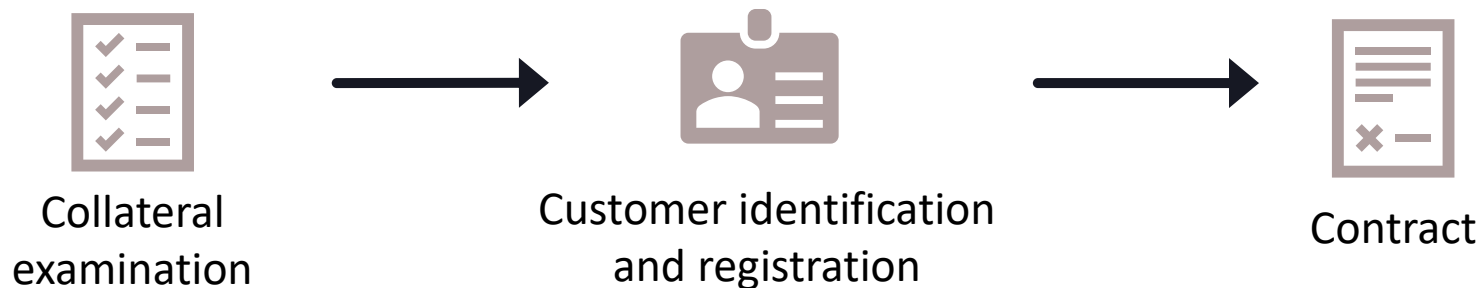 Collateral
examination
Customer identification
and registration
Contract